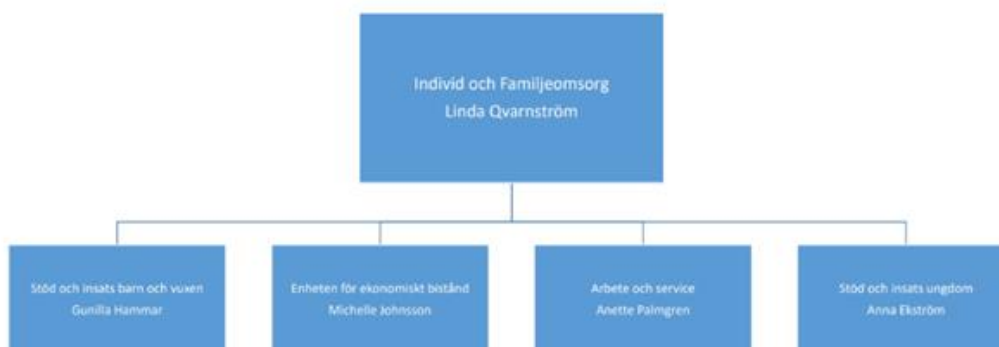 Individ och Familjeomsorg
Linda Qvarnström
Stöd och insats barn och vuxen
Gunilla Hammar
Enheten för ekonomiskt bistånd
Michelle Johnsson
Arbete och service
Anette Palmgren
Stöd och insats ungdom
Anna Ekström